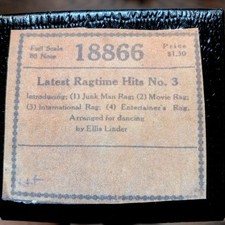 Full Scale
88 Note
18866
Price
$1.50
Latest Ragtime Hits No. 3
Introducing; (1) Junk Man Rag; (2) Movie Rag;
(3) International Rag; (4) Entertainer's Rag,
Arranged for dancing
by Ellis Linder